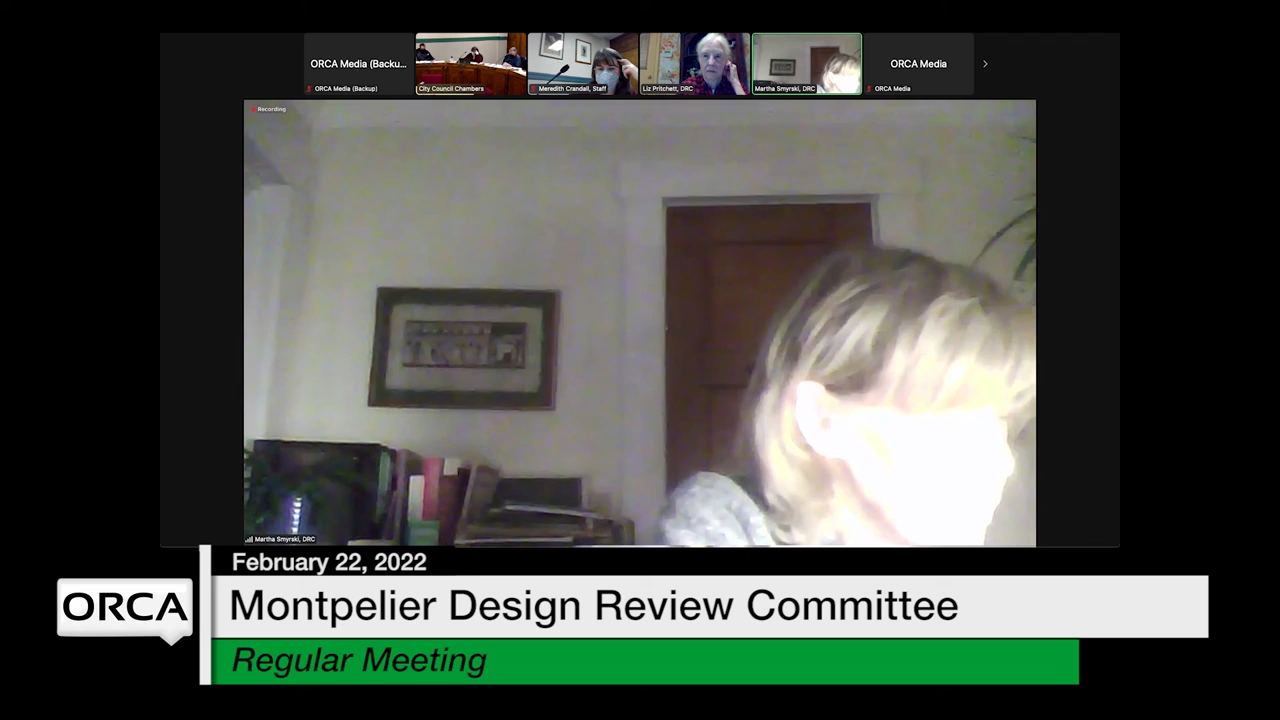 ORCA Media (Backu...
ORCA Media
ORCA Media (Backup)
City Council Chambers
Meredith Crandall, Staff
Liz Pritchett, DRC
Martha Smyrski, DRC
ORCA Media
Recording
Martha Smyrski, DRC
February 22, 2022
ORCA
Montpelier Design Review Committee
Regular Meeting